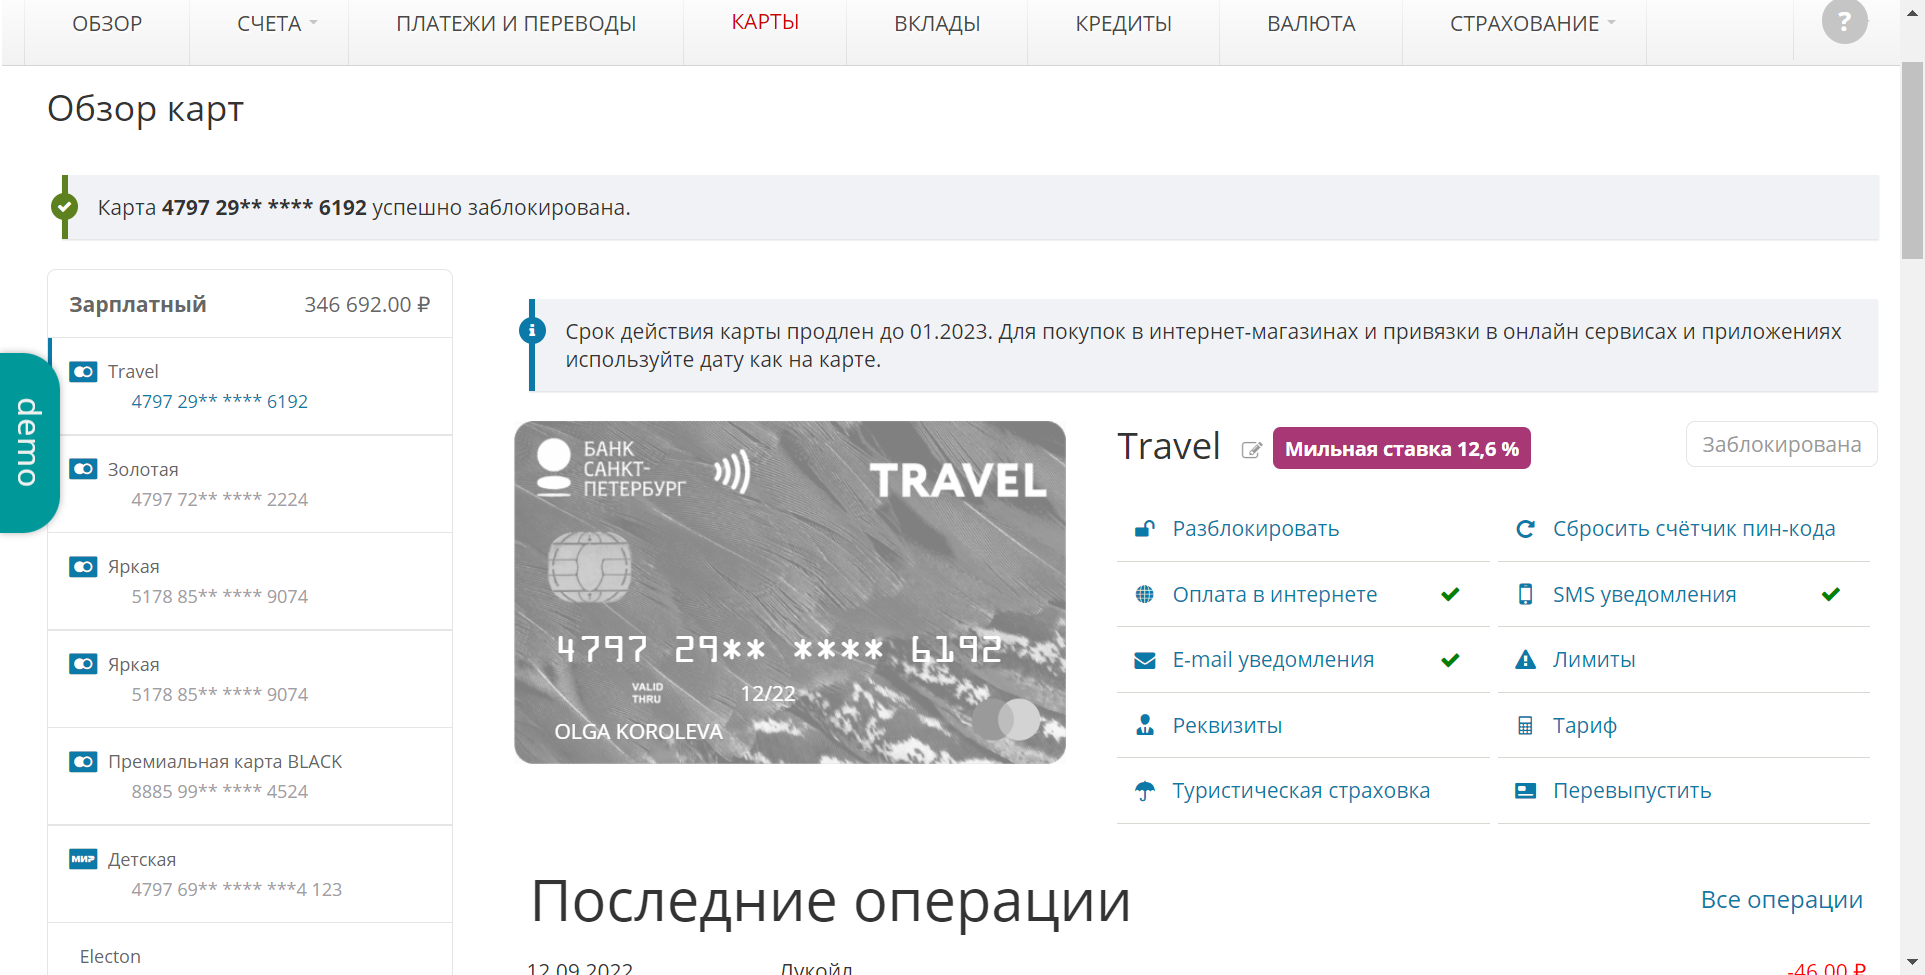 ОБЗОР
СЧЕТА
ПЛАТЕЖИ И ПЕРЕВОДЫ
КАРТЫ
ВКЛАДЫ
КРЕДИТЫ
ВАЛЮТА
СТРАХОВАНИЕ
?
Обзор карт
Карта 4797 29** **** 6192 успешно заблокирована.
demo
Зарплатный 346 692.00 ₽
Travel
4797 29** **** 6192
Золотая
4797 72** **** 2224
Яркая
5178 85** **** 9074
Яркая
5178 85** **** 9074
Премиальная карта BLACK
8885 99** **** 4524
МИР Детская
4797 69** **** ***4 123
Electon
Срок действия карты продлен до 01.2023. Для покупок в интернет-магазинах и привязки в онлайн сервисах и приложениях
используйте дату как на карте.
БАНК
САНКТ-
ПЕТЕРБУРГ
TRAVEL
4797 29** **** 6192
VALID
THRU
12/22
OLGA KOROLEVA
Travel
Мильная ставка 12,6 %
Заблокирована
Разблокировать
Сбросить счётчик пин-кода
Оплата в интернете
SMS уведомления
E-mail уведомления
Лимиты
Реквизиты
Тариф
Туристическая страховка
Перевыпустить
Последние операции
Все операции
12.09.2022 Лукойл -46.00 ₽